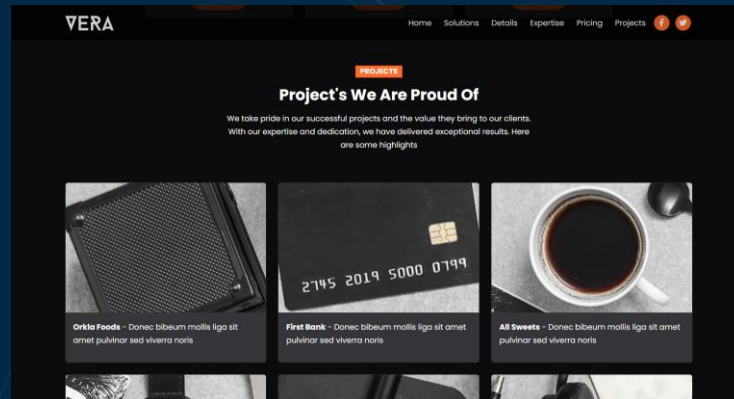 VERA
Home Solutions Details Expertise Pricing Projects
PROJECTS
Project's We Are Proud Of
We take pride in our successful projects and the value they bring to our clients.
With our expertise and dedication, we have delivered exceptional results. Here
are some highlights
2745 2019 5000 0799
Orkla Foods - Donec bibeum mollis liga sit
amet pulvinar sed viverra noris
First Bank - Donec bibeum mollis liga sit amet
pulvinar sed viverra noris
All Sweets - Donec bibeum mollis liga sit amet
pulvinar sed viverra noris